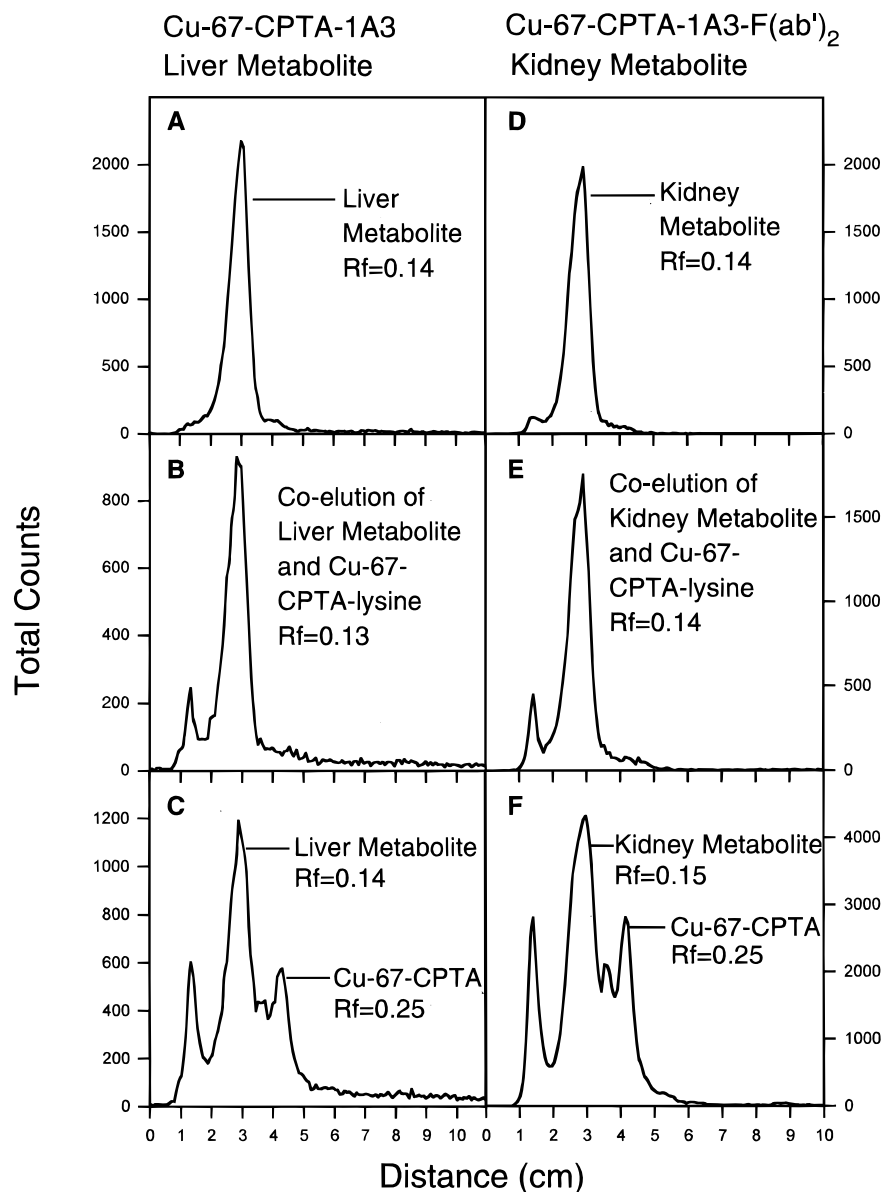 Cu-67-CPTA-1A3
Liver Metabolite
Cu-67-CPTA-1A3-F(ab')2
Kidney Metabolite
Total Counts
A
2000
1500
1000
500
0
Liver
Metabolite
Rf=0.14
D
2000
1500
1000
500
0
Kidney
Metabolite
Rf=0.14
B
800
600
400
200
0
Co-elution of
Liver Metabolite
and Cu-67-
CPTA-lysine
Rf=0.13
E
1500
1000
500
0
Co-elution of
Kidney Metabolite
and Cu-67-
CPTA-lysine
Rf=0.14
C
1200
1000
800
600
400
200
0
Liver Metabolite
Rf=0.14
Cu-67-CPTA
Rf=0.25
F
4000
3000
2000
1000
0
Kidney Metabolite
Rf=0.15
Cu-67-CPTA
Rf=0.25
0 1 2 3 4 5 6 7 8 9 10 0 1 2 3 4 5 6 7 8 9 10
Distance (cm)